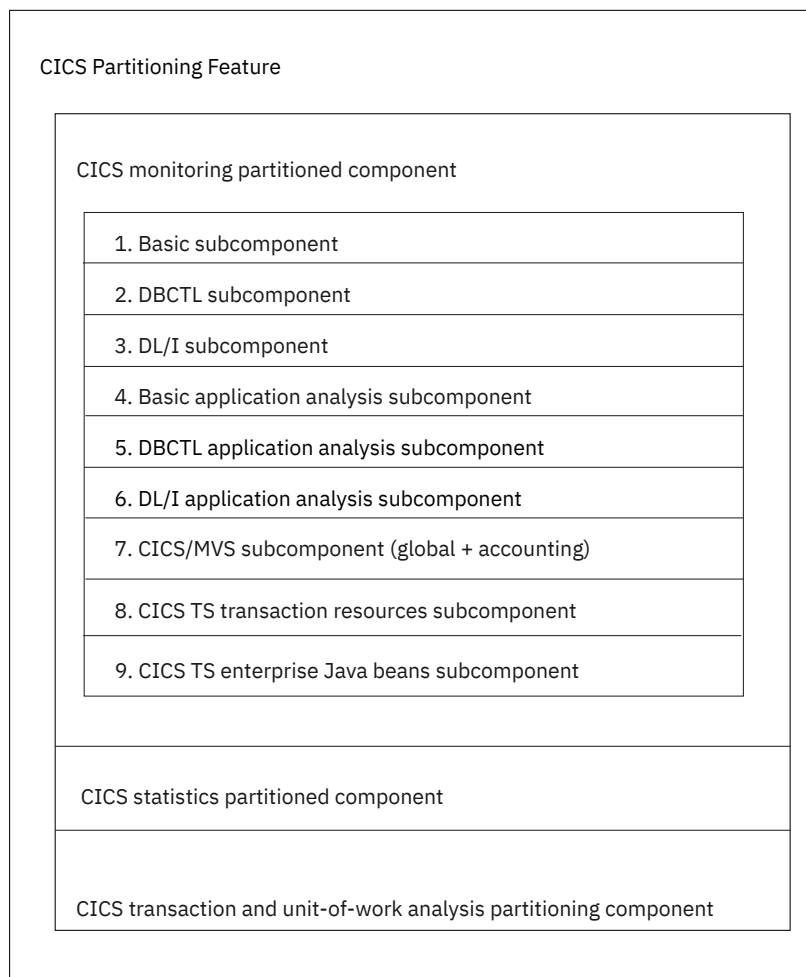 CICS Partitioning Feature
CICS monitoring partitioned component
1. Basic subcomponent
2. DBCTL subcomponent
3. DL/I subcomponent
4. Basic application analysis subcomponent
5. DBCTL application analysis subcomponent
6. DL/I application analysis subcomponent
7. CICS/MVS subcomponent (global + accounting)
8. CICS TS transaction resources subcomponent
9. CICS TS enterprise Java beans subcomponent
CICS statistics partitioned component
CICS transaction and unit-of-work analysis partitioning component